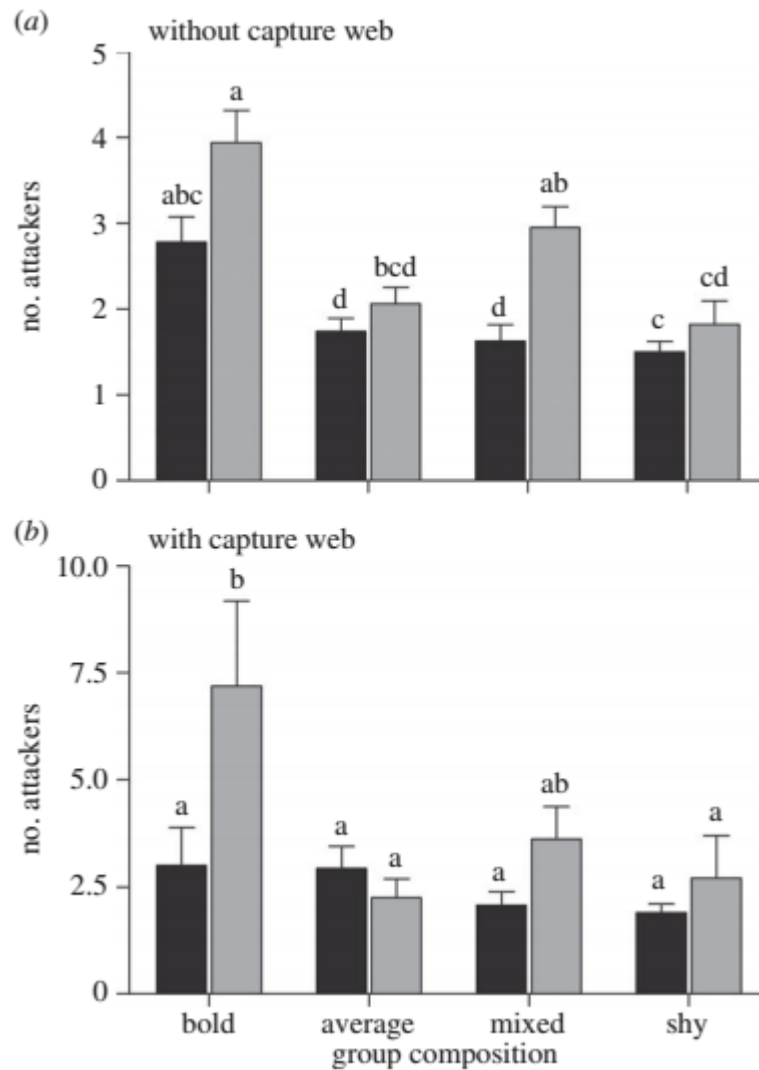 (a) without capture web
5
4
3
2
1
0
no. attackers
abc
a
d
bcd
d
ab
c
cd
(b) with capture web
10.0
7.5
5.0
2.5
0
no. attackers
a
b
a
a
a
ab
a
a
bold average mixed shy
group composition